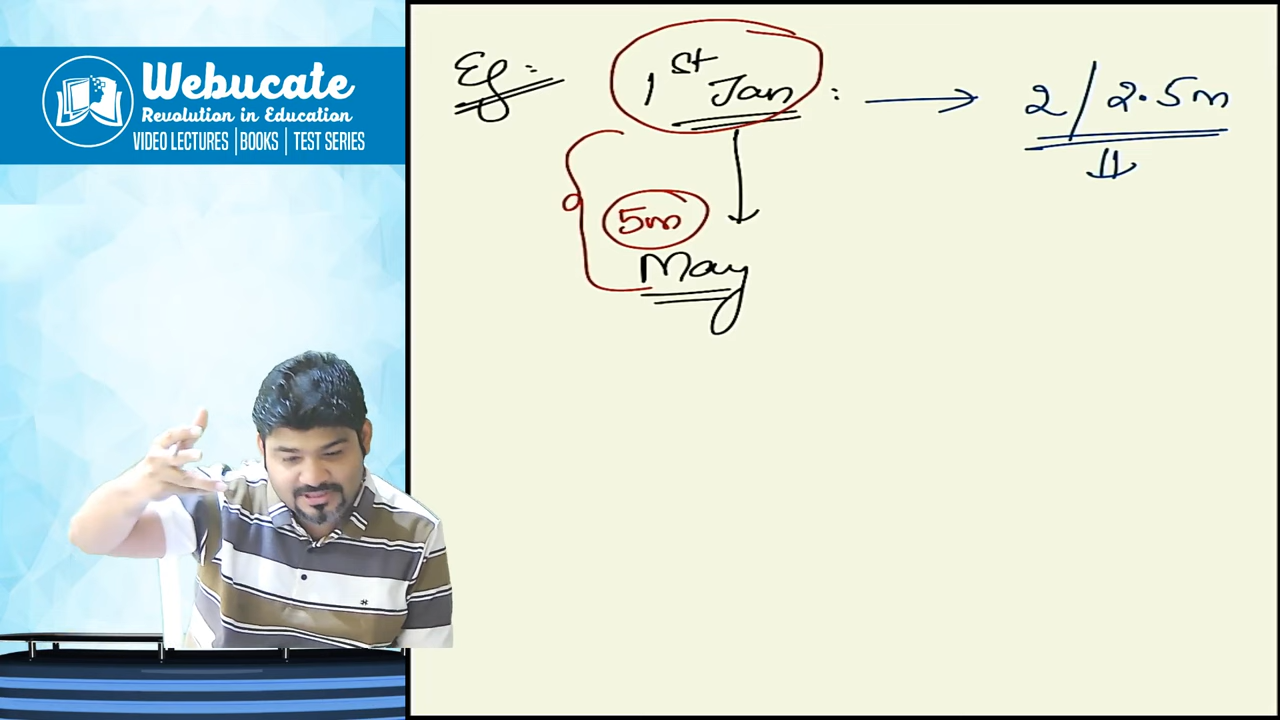 Webucate
Revolution in Education
VIDEO LECTURES | BOOKS | TEST SERIES
Eg :- 1st Jan : → 2 / 2.5m
5m
May